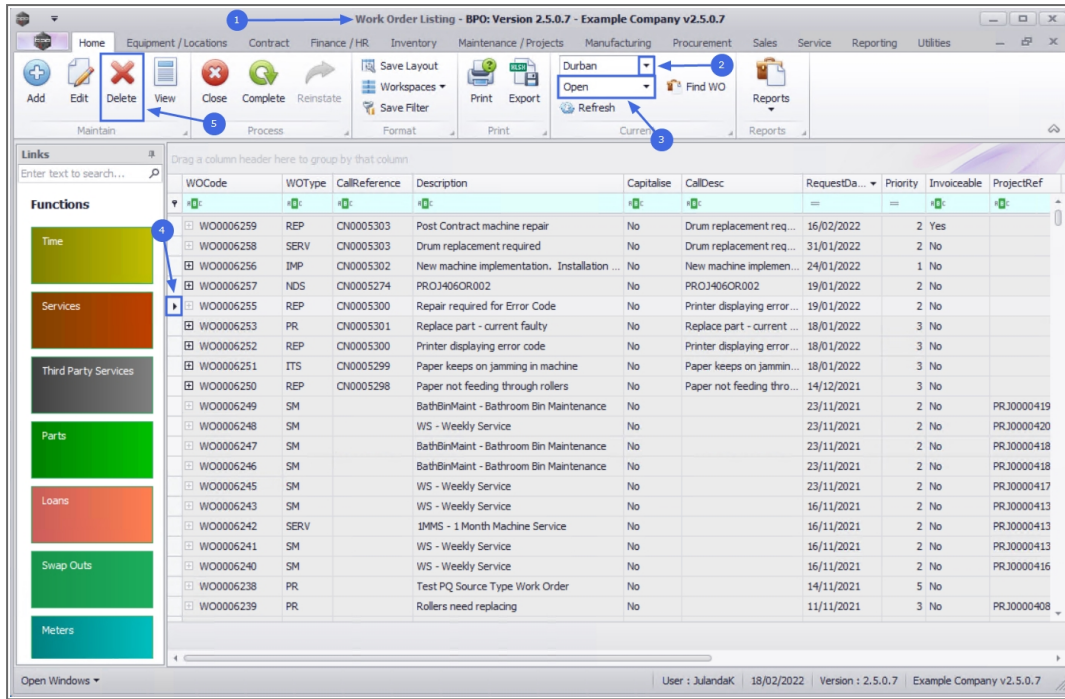 1
Work Order Listing - BPO: Version 2.5.0.7 - Example Company v2.5.0.7
Home Equipment / Locations Contract Finance / HR Inventory Maintenance / Projects Manufacturing Procurement Sales Service Reporting Utilities
Add Edit Delete View Close Complete Reinstate
Save Layout
Workspaces
Save Filter
Print Export
Durban
Open
Refresh
Find WO
Reports
2
3
5
Maintain Process Format Print Current Reports
Links
Enter text to search...
Functions
Time
Services
Third Party Services
Parts
Loans
Swap Outs
Meters
4
Drag a column header here to group by that column
WOCode WOType CallReference Description Capitalise CallDesc RequestDa... Priority Invoiceable ProjectRef
WO0006259 REP CN0005303 Post Contract machine repair No Drum replacement req... 16/02/2022 2 Yes
WO0006258 SERV CN0005303 Drum replacement required No Drum replacement req... 31/01/2022 2 No
WO0006256 IMP CN0005302 New machine implementation. Installation ... No New machine implemen... 24/01/2022 1 No
WO0006257 NDS CN0005274 PROJ406OR002 No PROJ406OR002 19/01/2022 2 No
WO0006255 REP CN0005300 Repair required for Error Code No Printer displaying error... 19/01/2022 2 No
WO0006253 PR CN0005301 Replace part - current faulty No Replace part - current ... 18/01/2022 3 No
WO0006252 REP CN0005300 Printer displaying error code No Printer displaying error... 18/01/2022 3 No
WO0006251 ITS CN0005299 Paper keeps on jamming in machine No Paper keeps on jammin... 18/01/2022 3 No
WO0006250 REP CN0005298 Paper not feeding through rollers No Paper not feeding thro... 14/12/2021 3 No
WO0006249 SM BathBinMaint - Bathroom Bin Maintenance No 23/11/2021 2 No PRJ0000419
WO0006248 SM WS - Weekly Service No 23/11/2021 2 No PRJ0000420
WO0006247 SM BathBinMaint - Bathroom Bin Maintenance No 23/11/2021 2 No PRJ0000418
WO0006246 SM BathBinMaint - Bathroom Bin Maintenance No 23/11/2021 2 No PRJ0000418
WO0006245 SM WS - Weekly Service No 23/11/2021 2 No PRJ0000417
WO0006243 SM WS - Weekly Service No 16/11/2021 2 No PRJ0000413
WO0006242 SERV 1MMS - 1 Month Machine Service No 16/11/2021 2 No PRJ0000413
WO0006241 SM WS - Weekly Service No 16/11/2021 2 No PRJ0000413
WO0006240 SM WS - Weekly Service No 16/11/2021 2 No PRJ0000416
WO0006238 PR Test PQ Source Type Work Order No 14/11/2021 5 No
WO0006239 PR Rollers need replacing No 11/11/2021 3 No PRJ0000408
Open Windows User : JulandaK 18/02/2022 Version : 2.5.0.7 Example Company v2.5.0.7